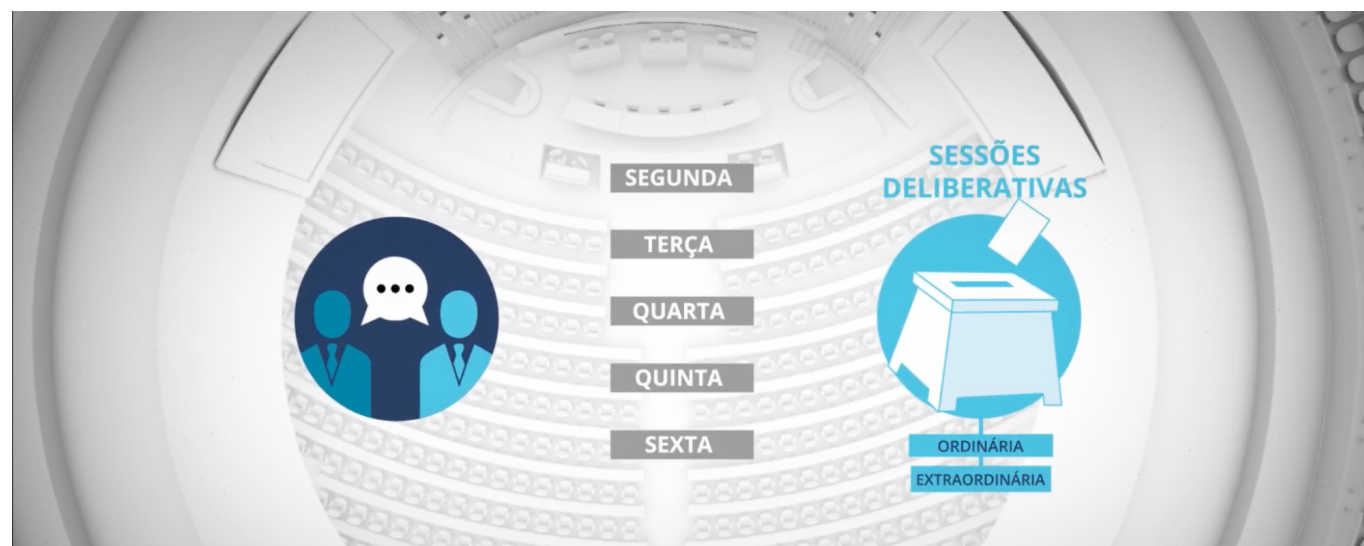 SEGUNDA
TERÇA
QUARTA
QUINTA
SEXTA
SESSÕES
DELIBERATIVAS
ORDINÁRIA
EXTRAORDINÁRIA